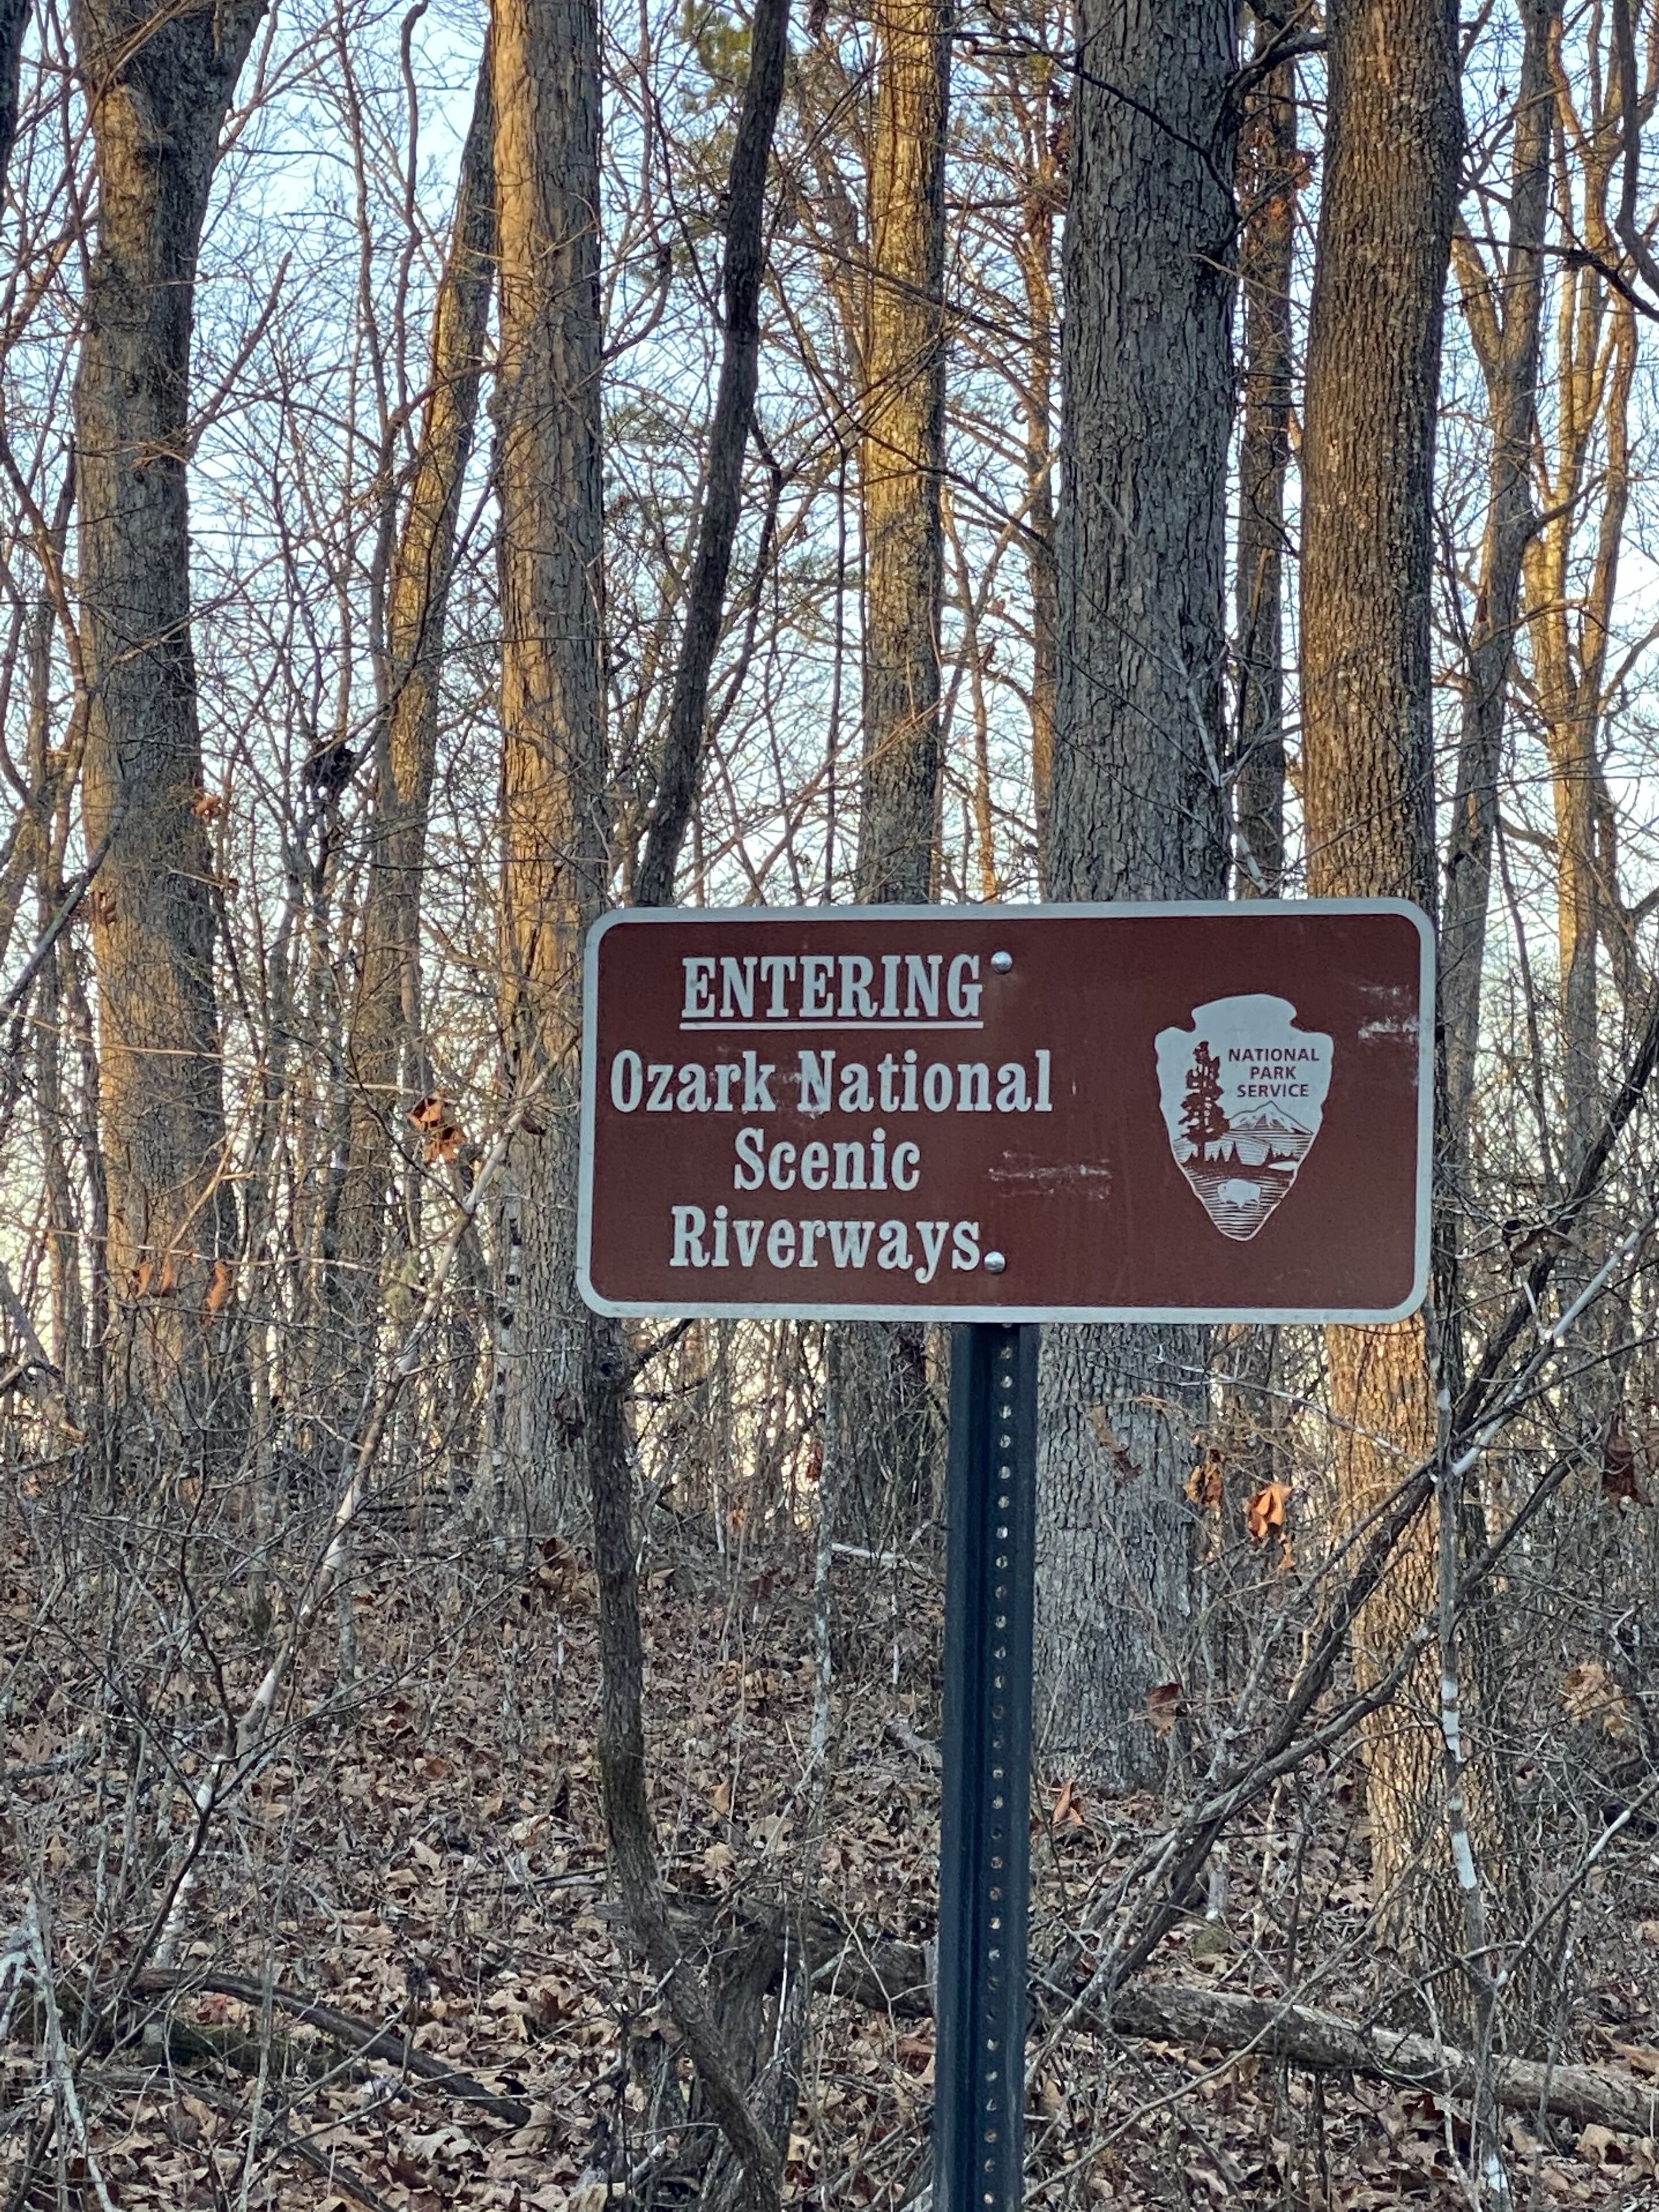 ENTERING
Ozark National
Scenic
Riverways.
NATIONAL
PARK
SERVICE